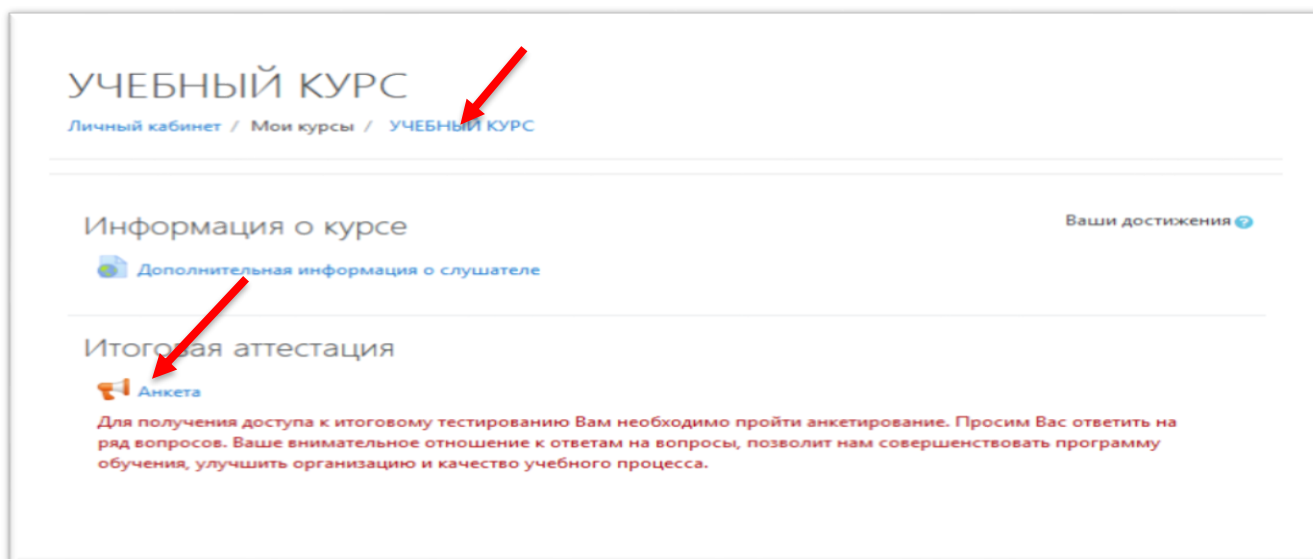 УЧЕБНЫЙ КУРС
Личный кабинет / Мои курсы / УЧЕБНЫЙ КУРС
Информация о курсе
Ваши достижения
Дополнительная информация о слушателе
Итоговая аттестация
Анкета
Для получения доступа к итоговому тестированию Вам необходимо пройти анкетирование. Просим Вас ответить на
ряд вопросов. Ваше внимательное отношение к ответам на вопросы, позволит нам совершенствовать программу
обучения, улучшить организацию и качество учебного процесса.